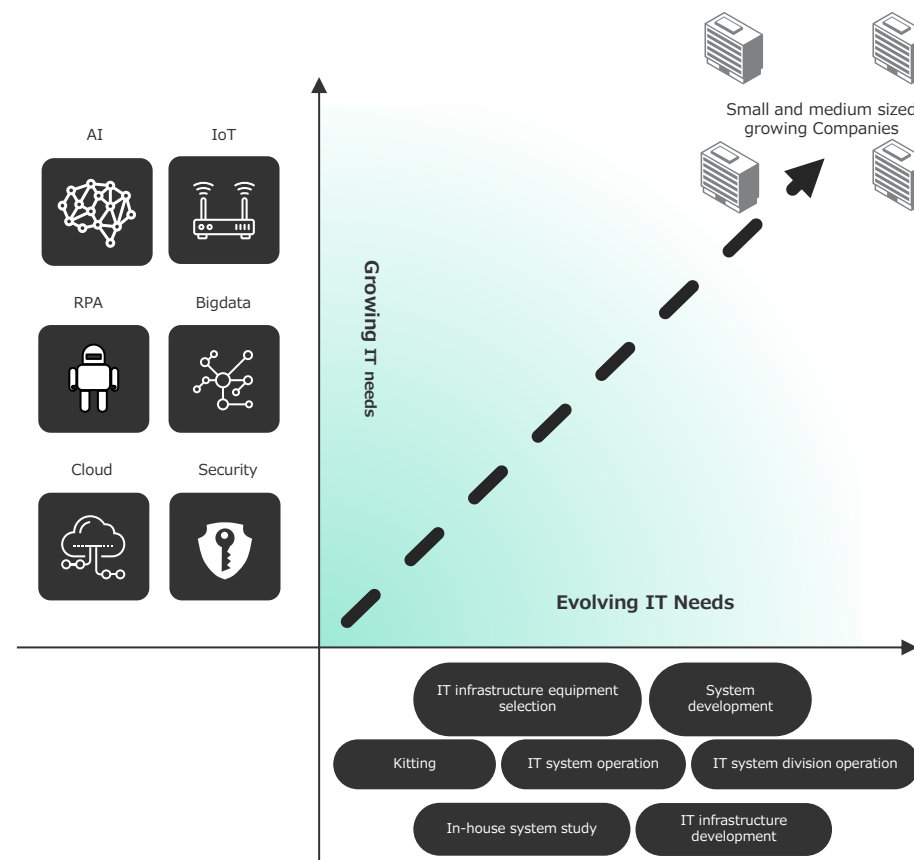 Small and medium sized
growing Companies
AI
IoT
RPA
Bigdata
Cloud
Security
Growing IT needs
Evolving IT Needs
IT infrastructure equipment
selection
System
development
Kitting
IT system operation
IT system division operation
In-house system study
IT infrastructure
development